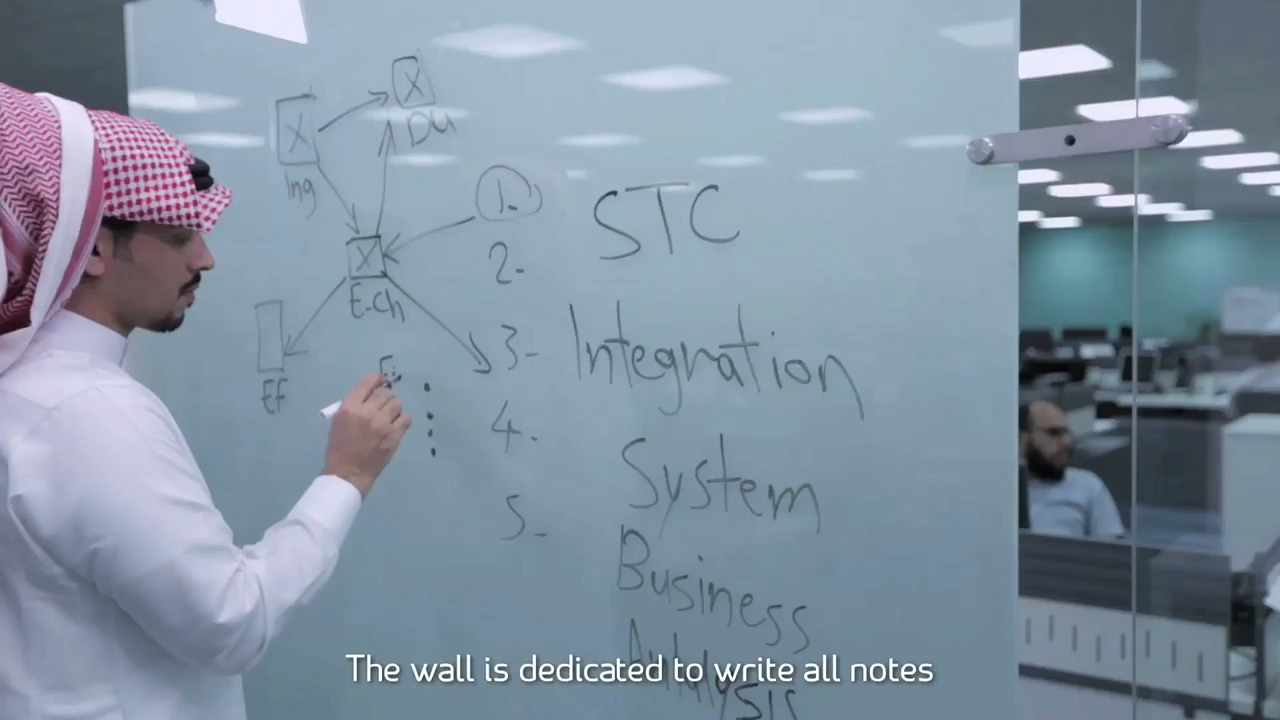 X
DU
X
Ing
1.
STC
2-
X
E-Ch
3-
Integration
EF
4-
System
5-
Business
Analysis
The wall is dedicated to write all notes